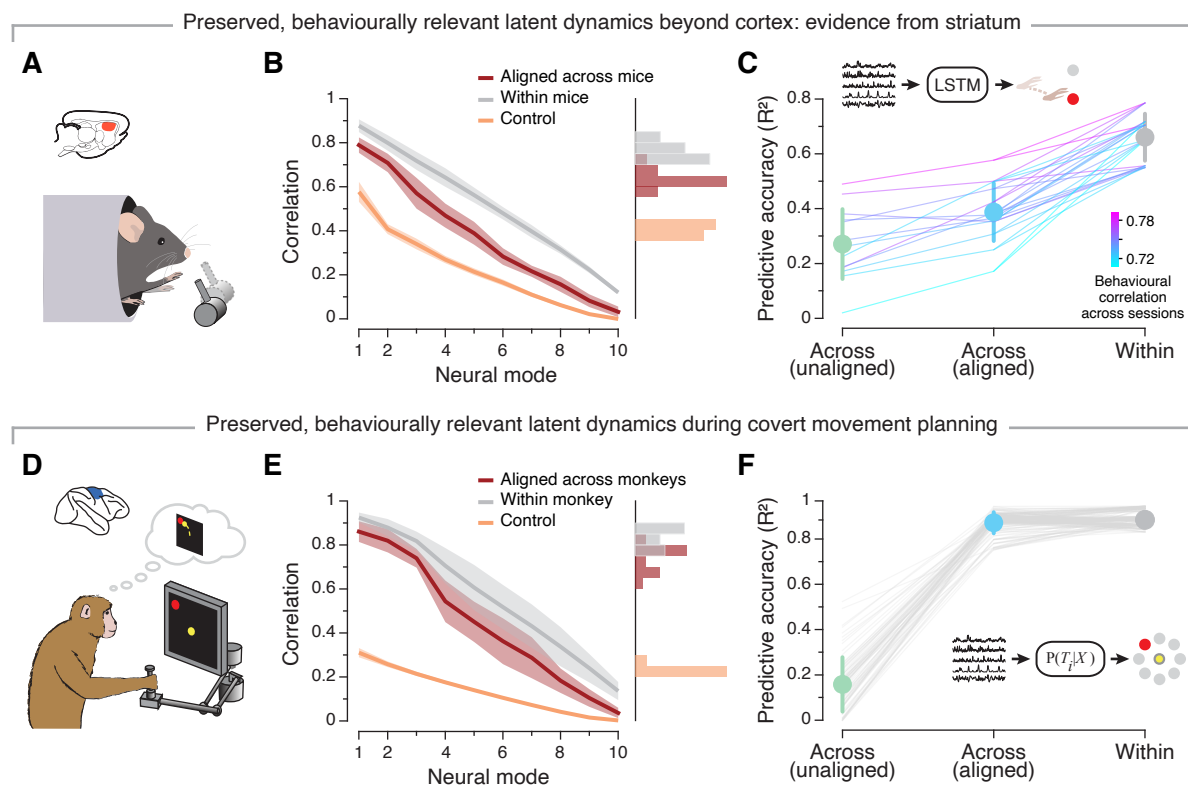 Preserved, behaviourally relevant latent dynamics beyond cortex: evidence from striatum
A
B
Aligned across mice
Within mice
Control
Correlation
1
0.8
0.6
0.4
0.2
0
1 2 4 6 8 10
Neural mode
C
LSTM
Predictive accuracy (R²)
0.8
0.6
0.4
0.2
0
0.78
0.72
Behavioural
correlation
across sessions
Across
(unaligned)
Across
(aligned)
Within
Preserved, behaviourally relevant latent dynamics during covert movement planning
D
E
Aligned across monkeys
Within monkey
Control
Correlation
1
0.8
0.6
0.4
0.2
0
1 2 4 6 8 10
Neural mode
F
Predictive accuracy (R²)
1
0.8
0.6
0.4
0.2
0
P(Ti|X)
Across
(unaligned)
Across
(aligned)
Within